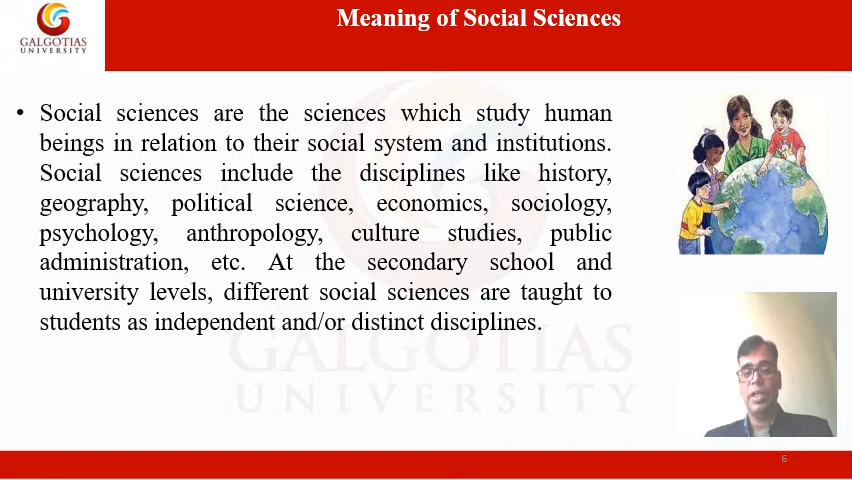 GALGOTIAS
UNIVERSITY
Meaning of Social Sciences
• Social sciences are the sciences which study human
beings in relation to their social system and institutions.
Social sciences include the disciplines like history,
geography, political science, economics, sociology,
psychology, anthropology, culture studies, public
administration, etc. At the secondary school and
university levels, different social sciences are taught to
students as independent and/or distinct disciplines.
GALGOTIAS
UNIVERSITY
6